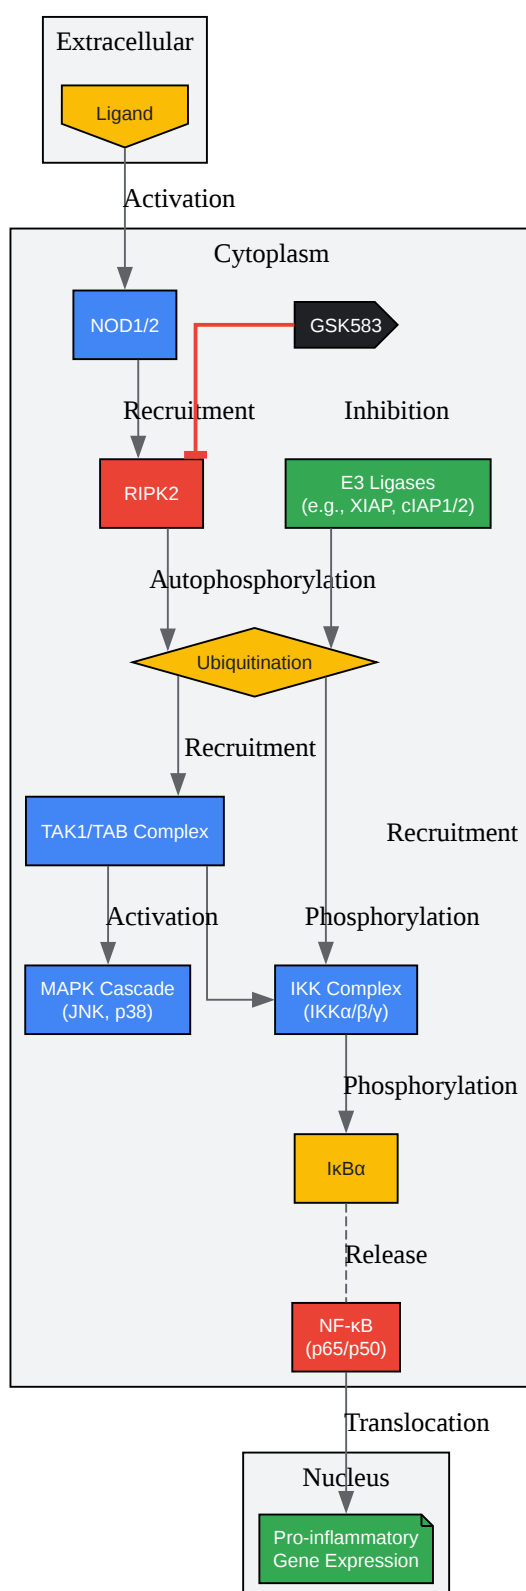 Extracellular
Ligand
Activation
Cytoplasm
NOD1/2
GSK583
Recruitment
Inhibition
RIPK2
E3 Ligases
(e.g., XIAP, cIAP1/2)
Autophosphorylation
Ubiquitination
Recruitment
TAK1/TAB Complex
Recruitment
Activation
Phosphorylation
MAPK Cascade
(JNK, p38)
IKK Complex
(IKKα/β/γ)
Phosphorylation
IκBα
Release
NF-κB
(p65/p50)
Translocation
Nucleus
Pro-inflammatory
Gene Expression